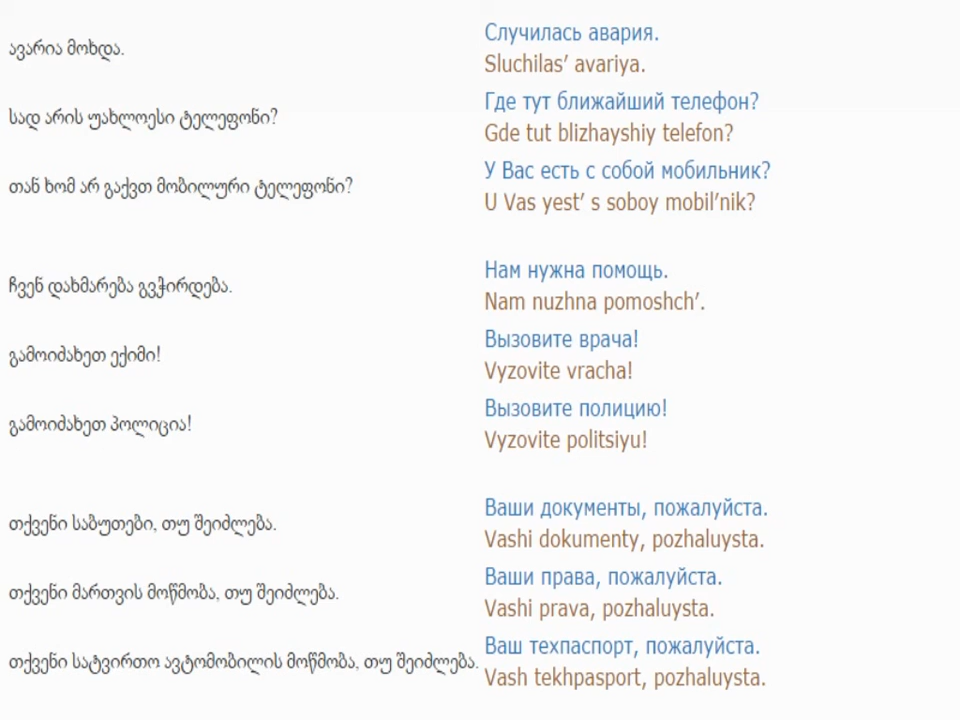 ავარია მოხდა.
Случилась авария.
Sluchilas’ avariya.
სად არის უახლოესი ტელეფონი?
Где тут ближайший телефон?
Gde tut blizhayshiy telefon?
თან ხომ არ გაქვთ მობილური ტელეფონი?
У Вас есть с собой мобильник?
U Vas yest’ s soboy mobil’nik?
ჩვენ დახმარება გვჭირდება.
Нам нужна помощь.
Nam nuzhna pomoshch’.
გამოიძახეთ ექიმი!
Вызовите врача!
Vyzovite vracha!
გამოიძახეთ პოლიცია!
Вызовите полицию!
Vyzovite politsiyu!
თქვენი საბუთები, თუ შეიძლება.
Ваши документы, пожалуйста.
Vashi dokumenty, pozhaluysta.
თქვენი მართვის მოწმობა, თუ შეიძლება.
Ваши права, пожалуйста.
Vashi prava, pozhaluysta.
თქვენი სატვირთო ავტომობილის მოწმობა, თუ შეიძლება.
Ваш техпаспорт, пожалуйста.
Vash tekhpasport, pozhaluysta.